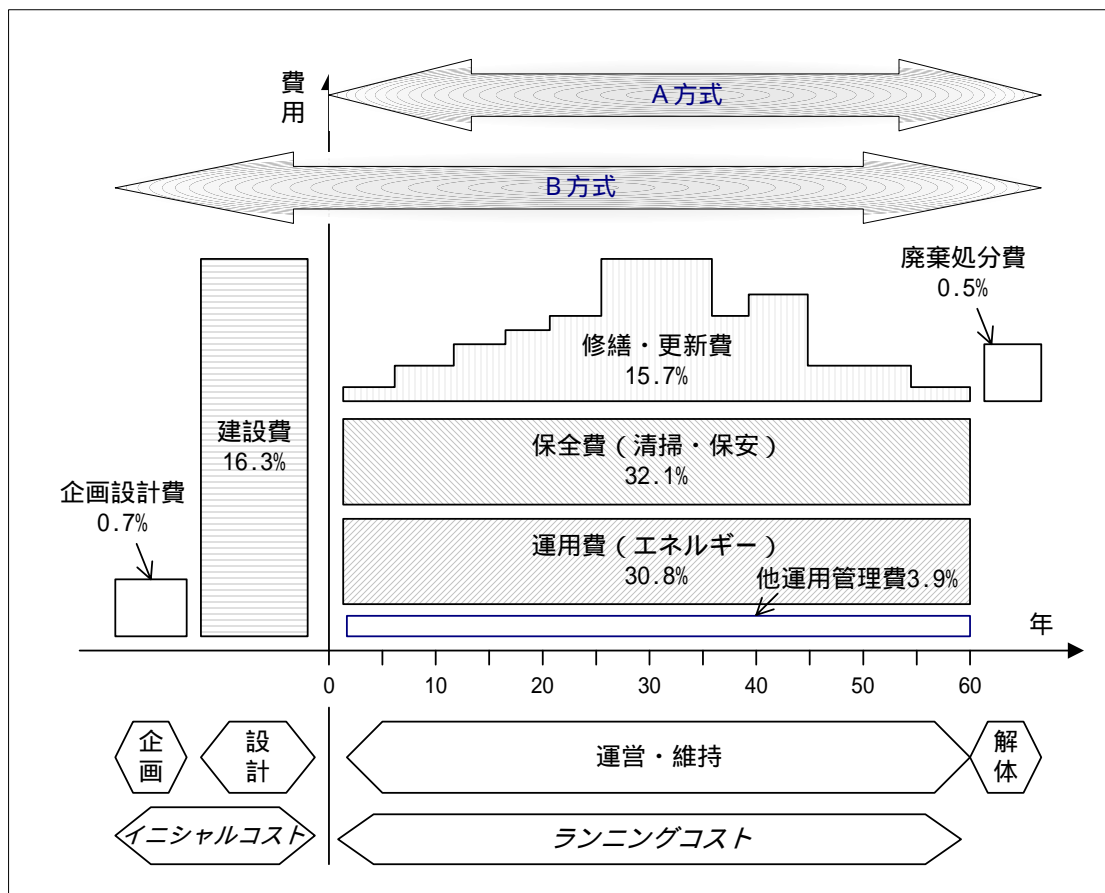 費用
A方式
B方式
廃棄処分費
0.5%
修繕・更新費
15.7%
建設費
16.3%
保全費(清掃・保安)
32.1%
企画設計費
0.7%
運用費(エネルギー)
30.8%
他運用管理費3.9%
年
0 10 20 30 40 50 60
企画
設計
運営・維持
解体
イニシャルコスト
ランニングコスト